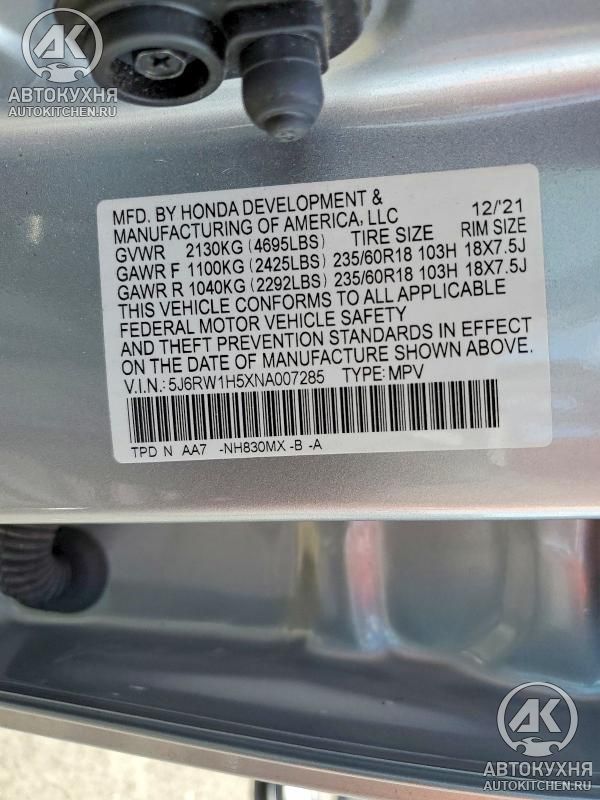 АК
АВТОКУХНЯ
AUTOKITCHEN.RU
MFD. BY HONDA DEVELOPMENT &
MANUFACTURING OF AMERICA, LLC 12/'21
GVWR 2130KG (4695LBS) TIRE SIZE RIM SIZE
GAWR F 1100KG (2425LBS) 235/60R18 103H 18X7.5J
GAWR R 1040KG (2292LBS) 235/60R18 103H 18X7.5J
THIS VEHICLE CONFORMS TO ALL APPLICABLE
FEDERAL MOTOR VEHICLE SAFETY
AND THEFT PREVENTION STANDARDS IN EFFECT
ON THE DATE OF MANUFACTURE SHOWN ABOVE.
V.I.N.: 5J6RW1H5XNA007285 TYPE: MPV
TPD N AA7 -NH830MX -B -A
АК
АВТОКУХНЯ
AUTOKITCHEN.RU